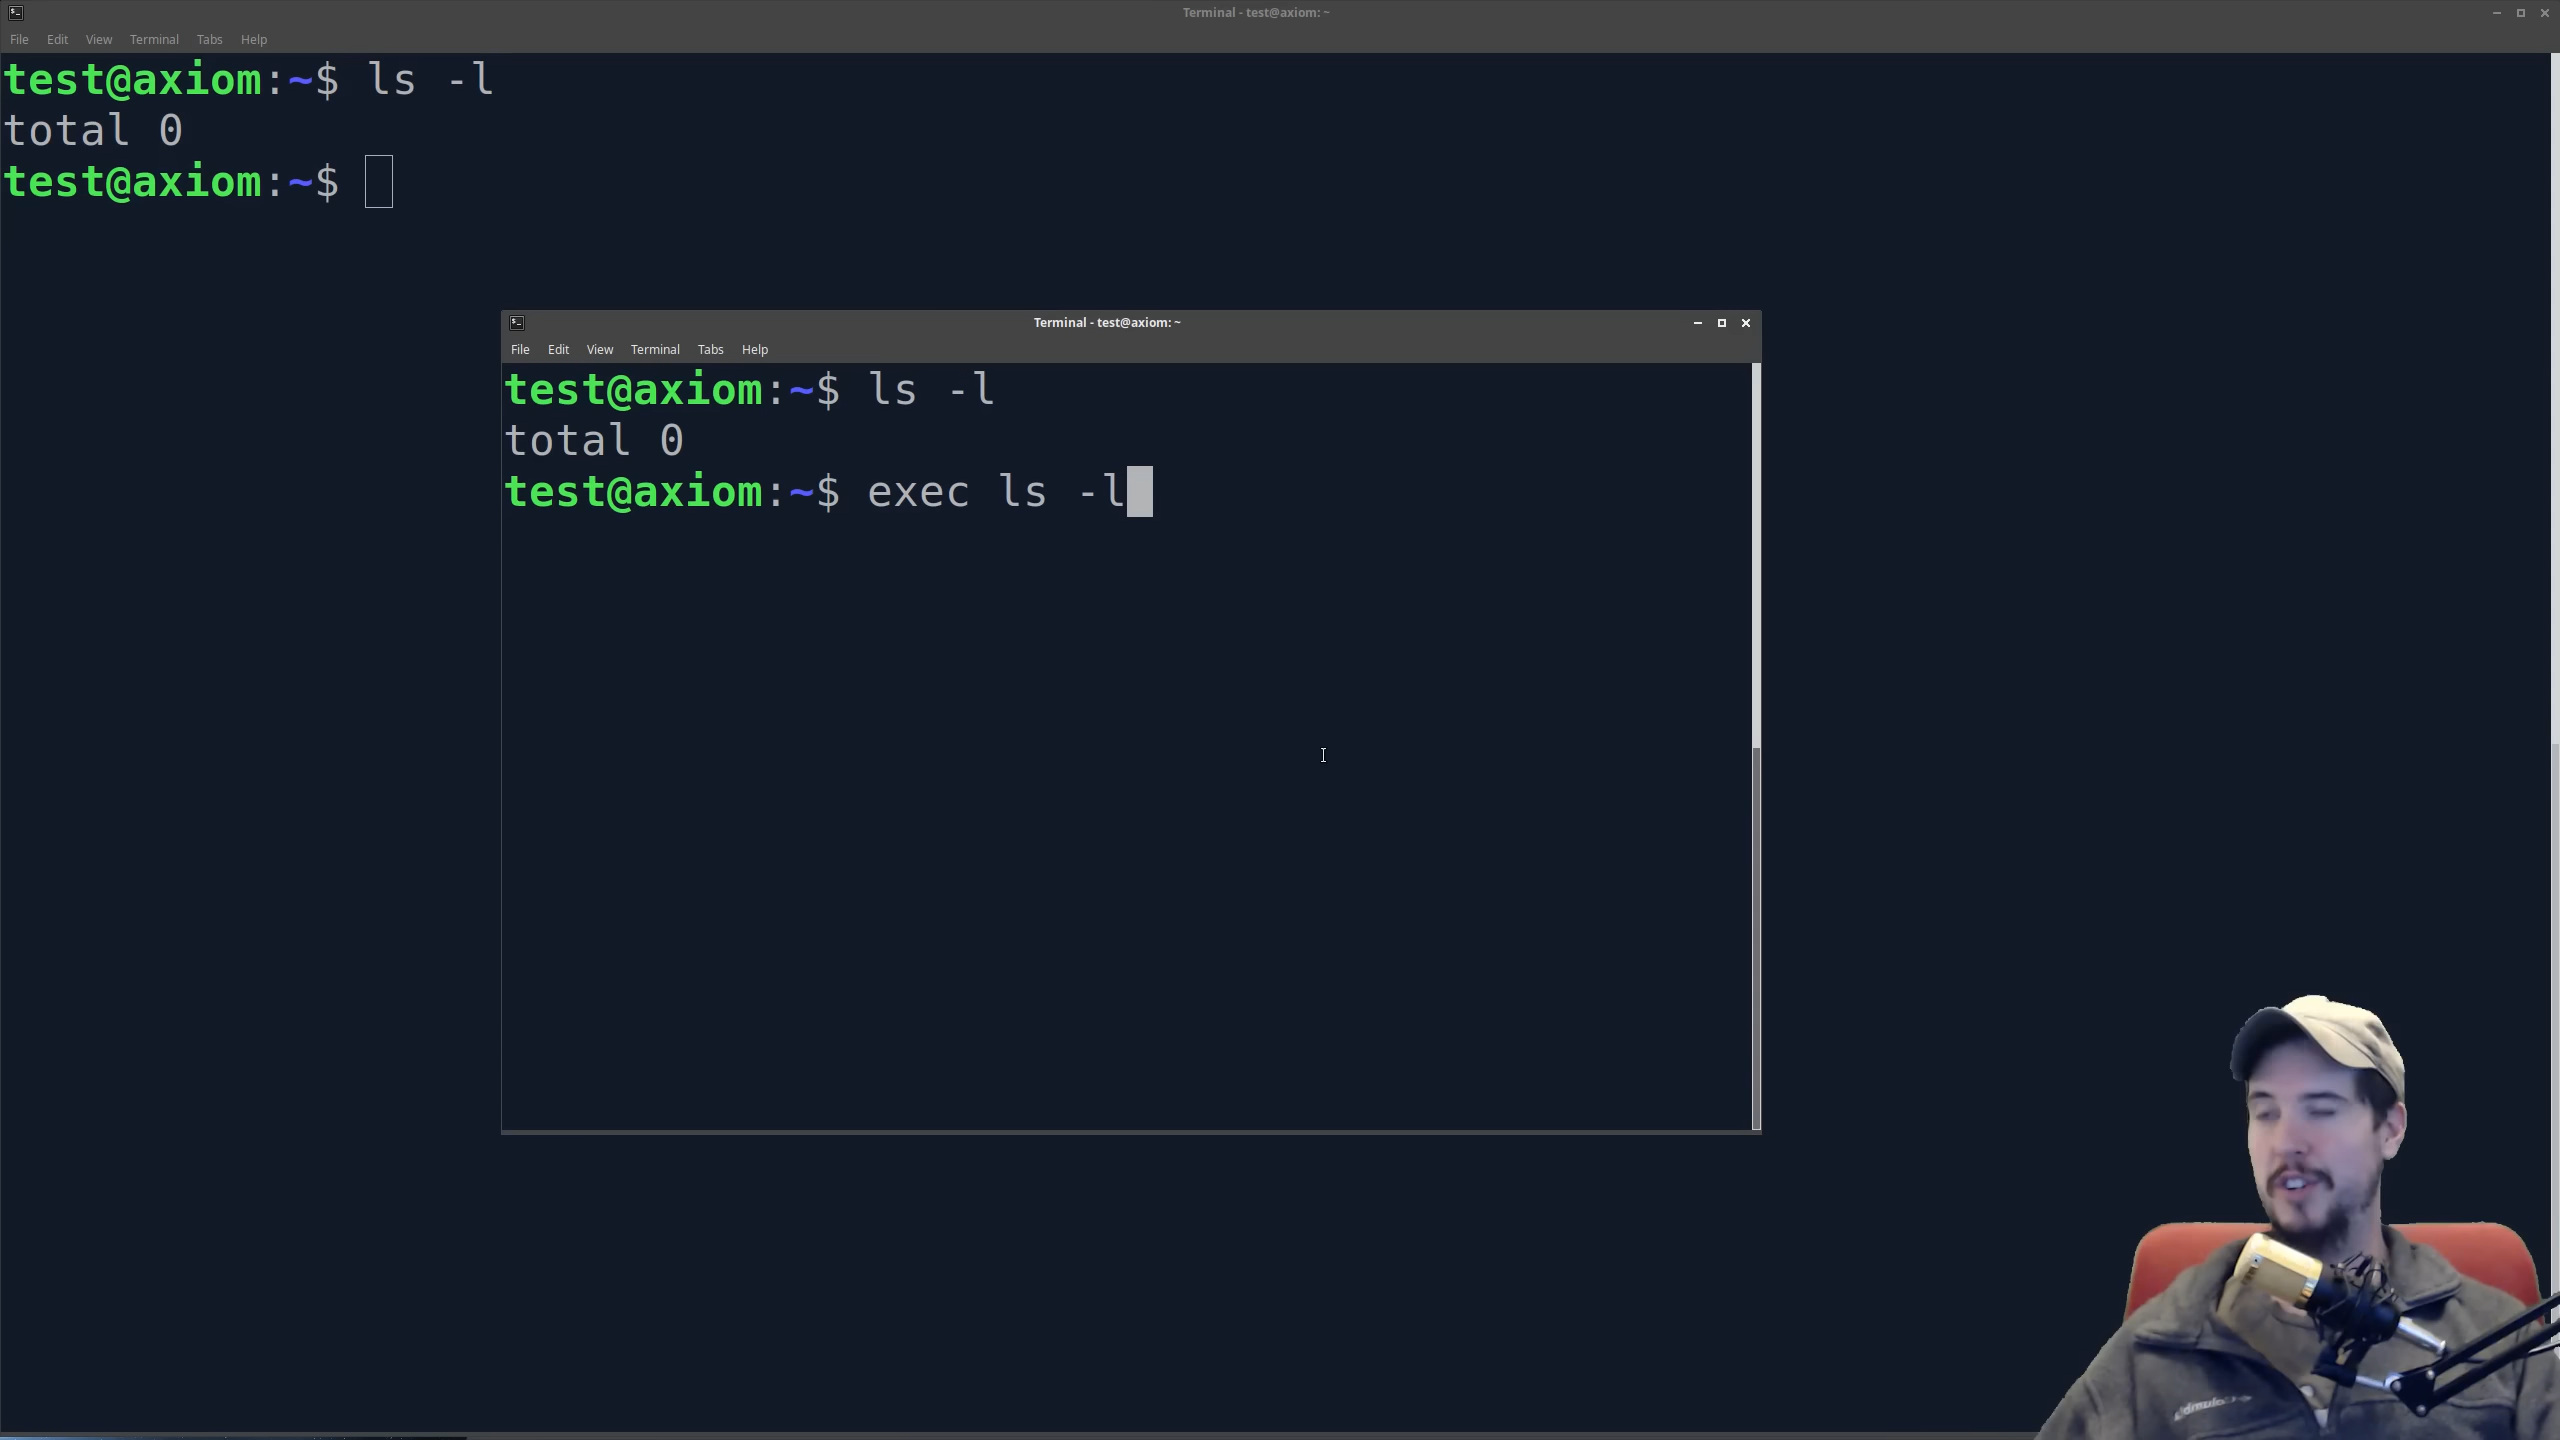 Terminal - test@axiom: ~
File Edit View Terminal Tabs Help
test@axiom:~$ ls -l
total 0
test@axiom:~$
Terminal - test@axiom: ~
File Edit View Terminal Tabs Help
test@axiom:~$ ls -l
total 0
test@axiom:~$ exec ls -l